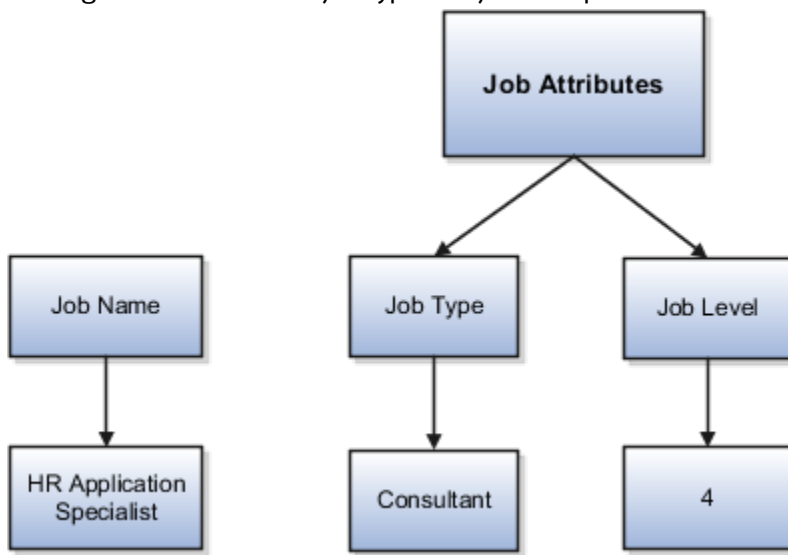 Job Attributes
Job Name
Job Type
Job Level
HR Application
Specialist
Consultant
4